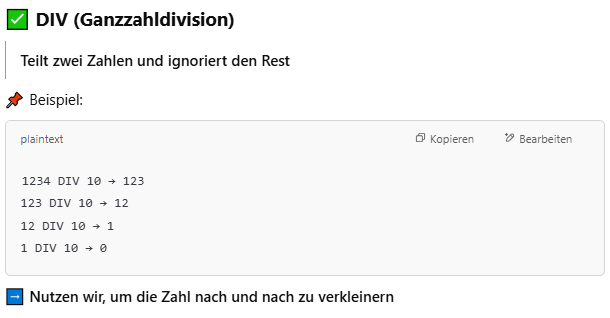 ✅ DIV (Ganzzahldivision)
Teilt zwei Zahlen und ignoriert den Rest
📌 Beispiel:
plaintext Kopieren Bearbeiten
1234 DIV 10 → 123
123 DIV 10 → 12
12 DIV 10 → 1
1 DIV 10 → 0
➡️ Nutzen wir, um die Zahl nach und nach zu verkleinern